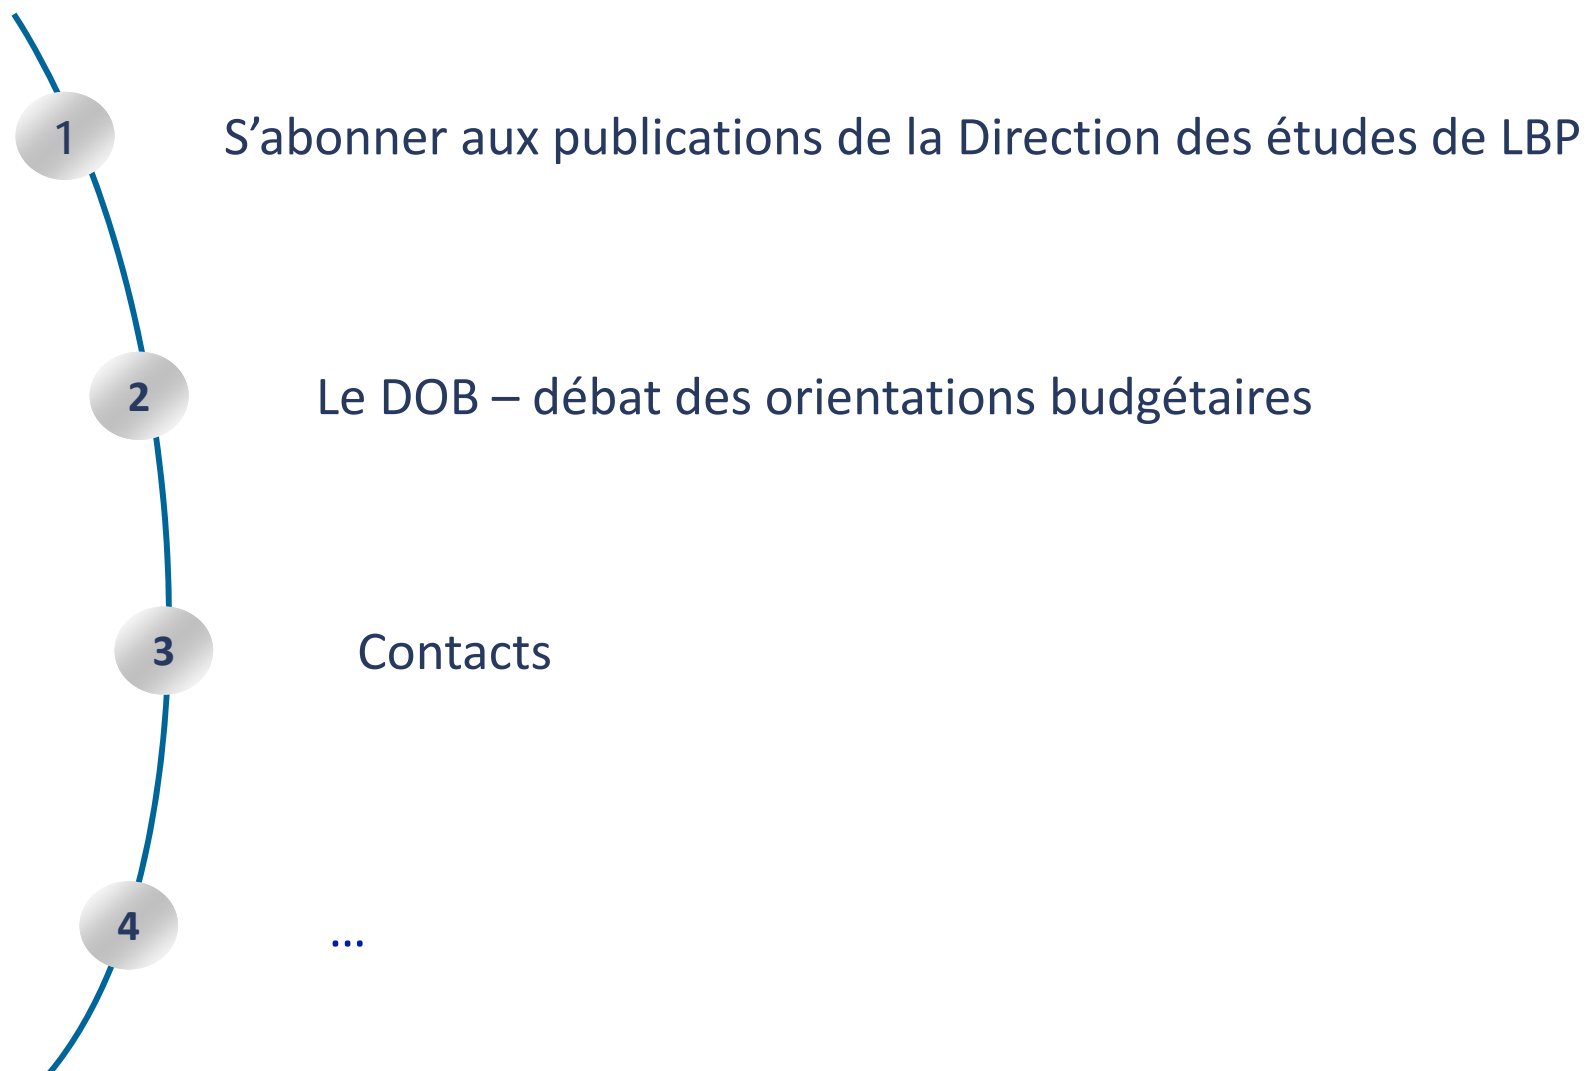 1 S’abonner aux publications de la Direction des études de LBP
2 Le DOB – débat des orientations budgétaires
3 Contacts
4 …